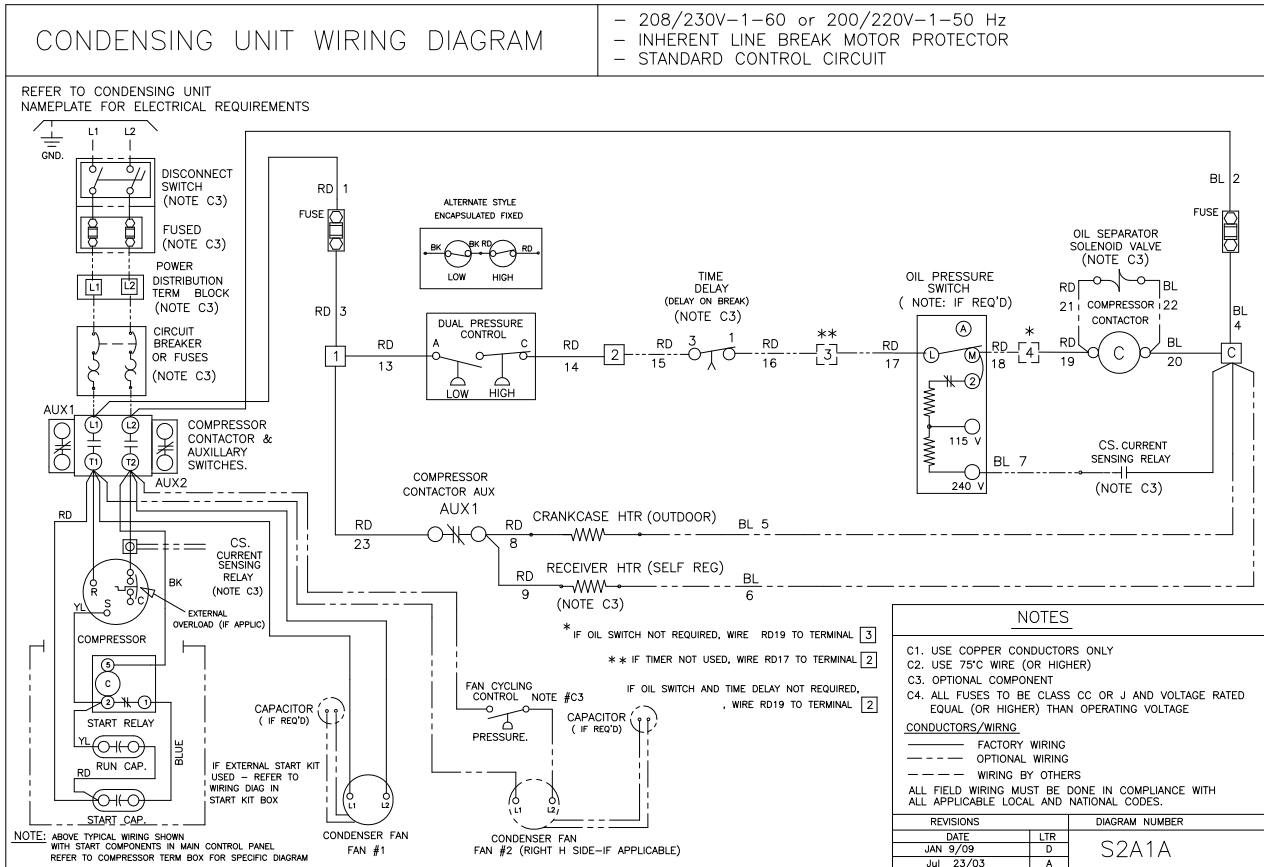 CONDENSING UNIT WIRING DIAGRAM
– 208/230V–1–60 or 200/220V–1–50 Hz
– INHERENT LINE BREAK MOTOR PROTECTOR
– STANDARD CONTROL CIRCUIT
REFER TO CONDENSING UNIT
NAMEPLATE FOR ELECTRICAL REQUIREMENTS
L1 L2
GND.
DISCONNECT
SWITCH
(NOTE C3)
FUSED
(NOTE C3)
POWER
DISTRIBUTION
TERM BLOCK
(NOTE C3)
L1 L2
CIRCUIT
BREAKER
OR FUSES
(NOTE C3)
AUX1
L1 L2
T1 T2
COMPRESSOR
CONTACTOR &
AUXILLARY
SWITCHES.
AUX2
RD 1
FUSE
RD 3
1
ALTERNATE STYLE
ENCAPSULATED FIXED
BK BK RD RD
LOW HIGH
RD
13
DUAL PRESSURE
CONTROL
A C
LOW HIGH
RD
14
2
RD
15
TIME
DELAY
(DELAY ON BREAK)
(NOTE C3)
3 1
RD
16
**
3
RD
17
OIL PRESSURE
SWITCH
( NOTE: IF REQ'D)
A
L M
2
115 V
240 V
RD
18
*
4
RD
19
OIL SEPARATOR
SOLENOID VALVE
(NOTE C3)
RD
21
BL
22
COMPRESSOR
CONTACTOR
C
BL
20
BL 2
FUSE
BL
4
C
BL 7
CS. CURRENT
SENSING RELAY
(NOTE C3)
COMPRESSOR
CONTACTOR AUX
AUX1
RD
23
RD
8
CRANKCASE HTR (OUTDOOR)
BL 5
RD
9
RECEIVER HTR (SELF REG)
(NOTE C3)
BL
6
RD
CS.
CURRENT
SENSING
RELAY
(NOTE C3)
R
S
C
YL
BK
EXTERNAL
OVERLOAD (IF APPLIC)
COMPRESSOR
5
C
2 1
START RELAY
YL
RUN CAP.
RD
BLUE
START CAP.
IF EXTERNAL START KIT
USED – REFER TO
WIRING DIAG IN
START KIT BOX
NOTE: ABOVE TYPICAL WIRING SHOWN
WITH START COMPONENTS IN MAIN CONTROL PANEL
REFER TO COMPRESSOR TERM BOX FOR SPECIFIC DIAGRAM
CAPACITOR
( IF REQ'D)
L1 L2
CONDENSER FAN
FAN #1
FAN CYCLING
CONTROL NOTE #C3
PRESSURE.
CAPACITOR
( IF REQ'D)
L1 L2
CONDENSER FAN
FAN #2 (RIGHT H SIDE–IF APPLICABLE)
* IF OIL SWITCH NOT REQUIRED, WIRE RD19 TO TERMINAL 3
** IF TIMER NOT USED, WIRE RD17 TO TERMINAL 2
IF OIL SWITCH AND TIME DELAY NOT REQUIRED,
, WIRE RD19 TO TERMINAL 2
NOTES
C1. USE COPPER CONDUCTORS ONLY
C2. USE 75°C WIRE (OR HIGHER)
C3. OPTIONAL COMPONENT
C4. ALL FUSES TO BE CLASS CC OR J AND VOLTAGE RATED
EQUAL (OR HIGHER) THAN OPERATING VOLTAGE
CONDUCTORS/WIRNG
FACTORY WIRING
OPTIONAL WIRING
WIRING BY OTHERS
ALL FIELD WIRING MUST BE DONE IN COMPLIANCE WITH
ALL APPLICABLE LOCAL AND NATIONAL CODES.
REVISIONS
DATE LTR
JAN 9/09 D
Jul 23/03 A
DIAGRAM NUMBER
S2A1A